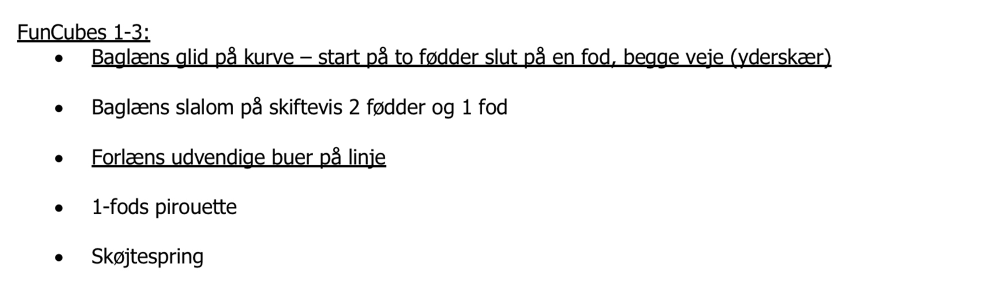 FunCubes 1-3:
• Baglæns glid på kurve – start på to fødder slut på en fod, begge veje (yderskær)
• Baglæns slalom på skiftevis 2 fødder og 1 fod
• Forlæns udvendige buer på linje
• 1-fods pirouette
• Skøjtespring